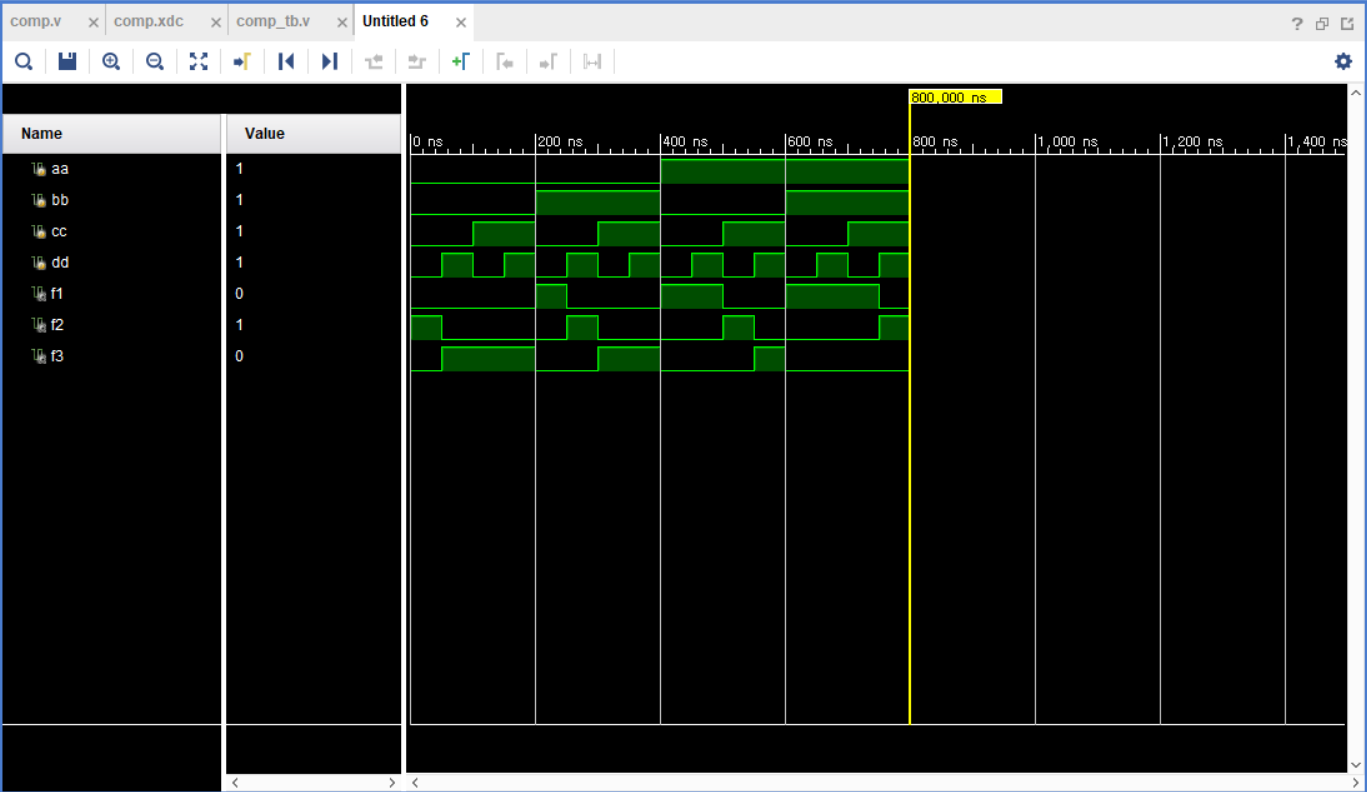 comp.v × comp.xdc × comp_tb.v × Untitled 6 ×
800,000 ns
Name Value
0 ns 200 ns 400 ns 600 ns 800 ns 1,000 ns 1,200 ns 1,400 ns
aa 1
bb 1
cc 1
dd 1
f1 0
f2 1
f3 0